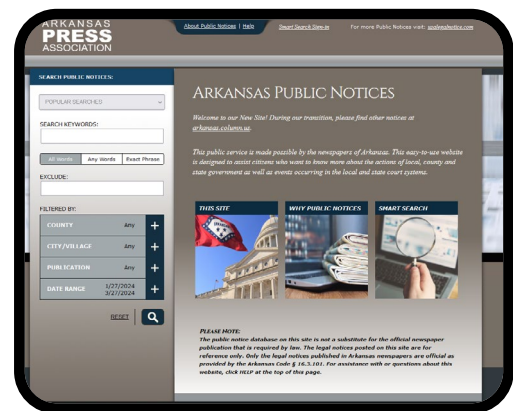 ARKANSAS
PRESS
ASSOCIATION
About Public Notices | Help
Smart Search Sign-in
For more Public Notices visit: usalegalnotice.com
SEARCH PUBLIC NOTICES:
POPULAR SEARCHES
SEARCH KEYWORDS:
All Words Any Words Exact Phrase
EXCLUDE:
FILTERED BY:
COUNTY Any +
CITY/VILLAGE Any +
PUBLICATION Any +
DATE RANGE 1/27/2024 +
3/27/2024
RESET
ARKANSAS PUBLIC NOTICES
Welcome to our New Site! During our transition, please find other notices at
arkansas.column.us.
This public service is made possible by the newspapers of Arkansas. This easy-to-use website
is designed to assist citizens who want to know more about the actions of local, county and
state government as well as events occurring in the local and state court systems.
THIS SITE
WHY PUBLIC NOTICES
SMART SEARCH
PLEASE NOTE:
The public notice database on this site is not a substitute for the official newspaper
publication that is required by law. The legal notices posted on this site are for
reference only. Only the legal notices published in Arkansas newspapers are official as
provided by the Arkansas Code § 16.3.101. For assistance with or questions about this
website, click HELP at the top of this page.